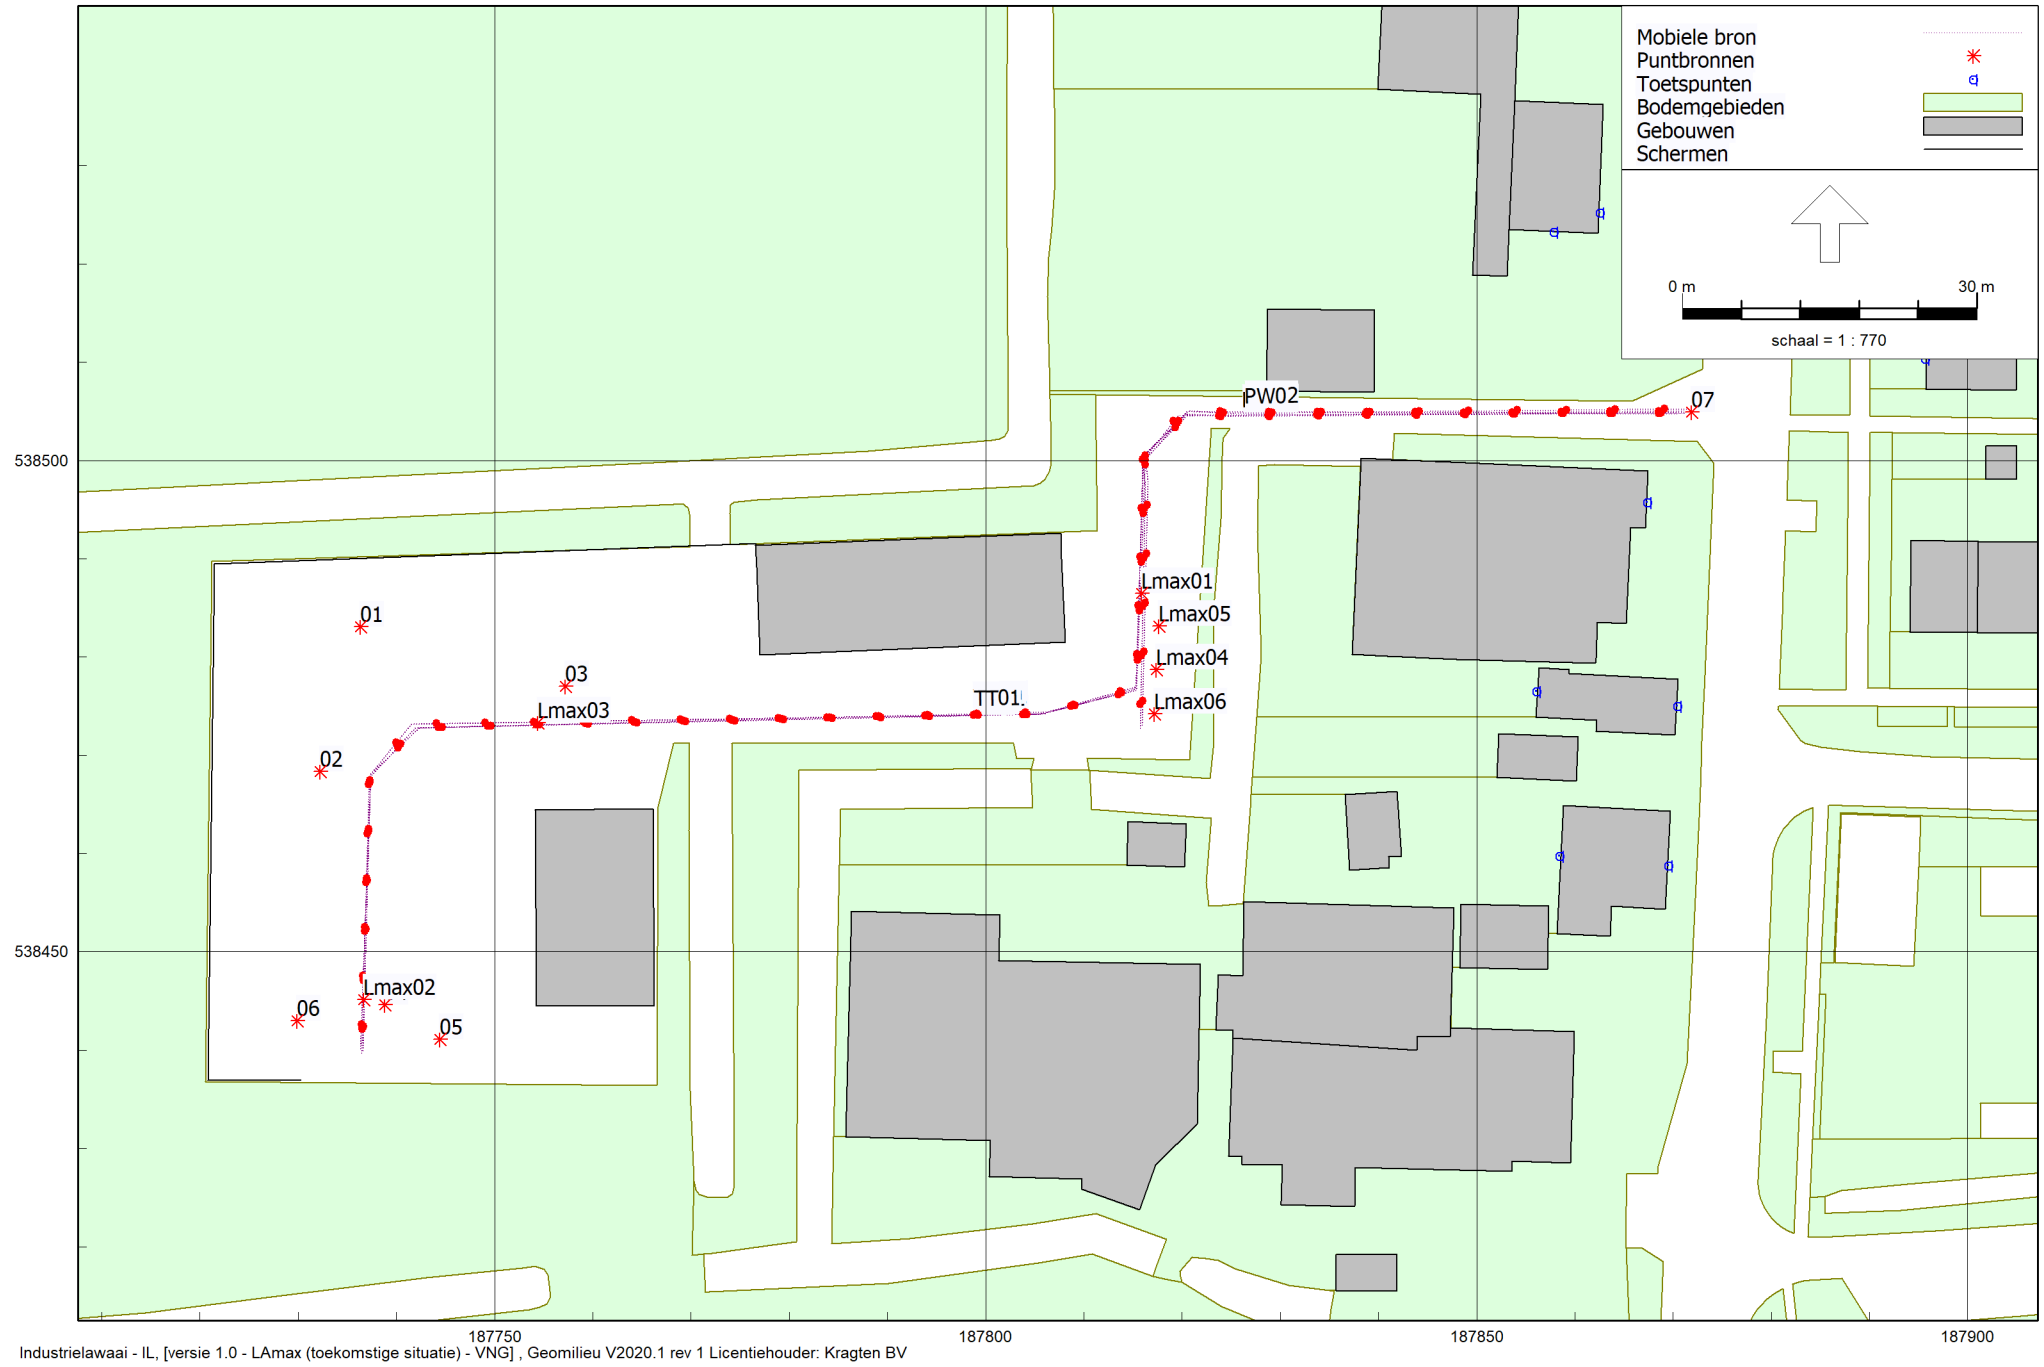 Mobiele bron
Puntbronnen
Toetspunten
Bodemgebieden
Gebouwen
Schermen
0 m
30 m
schaal = 1 : 770
PW02
07
538500
Lmax01
01
Lmax05
Lmax04
03
TT01
Lmax06
Lmax03
02
538450
Lmax02
06
05
187750
187800
187850
187900
Industrielawaai - IL, [versie 1.0 - LAmax (toekomstige situatie) - VNG] , Geomilieu V2020.1 rev 1 Licentiehouder: Kragten BV